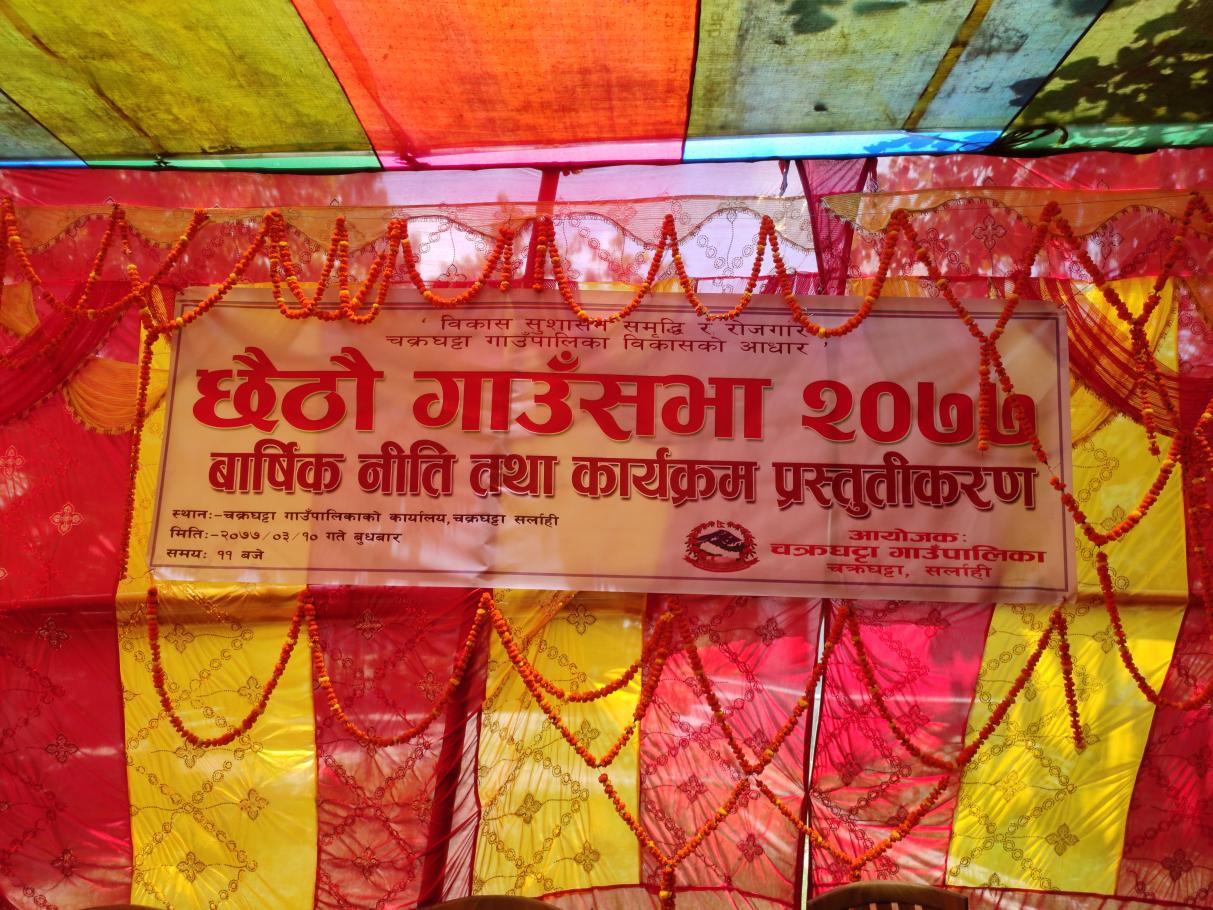 ‘ विकास सुशासन समृद्धि र रोजगार
चक्रघट्टा गाउँपालिका विकासको आधार ’
छैठौ गाउँसभा २०७७
बार्षिक नीति तथा कार्यक्रम प्रस्तुतीकरण
स्थान:-चक्रघट्टा गाउँपालिकाको कार्यालय,चक्रघट्टा सर्लाही
मिति:-२०७७/०३/१० गते बुधबार
समय: ११ बजे
आयोजक:
चक्रघट्टा गाउँपालिका
चक्रघट्टा, सर्लाही